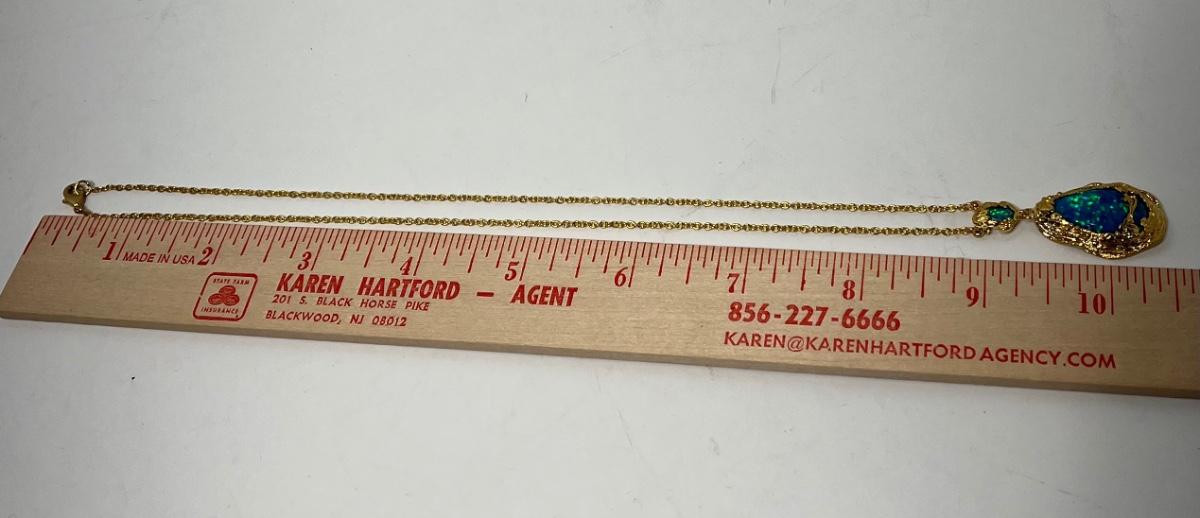 1 MADE IN USA 2 3 4 5 6 7 8 9 10
STATE FARM
INSURANCE
KAREN HARTFORD — AGENT
201 S. BLACK HORSE PIKE
BLACKWOOD, NJ 08012
856-227-6666
KAREN@KARENHARTFORDAGENCY.COM